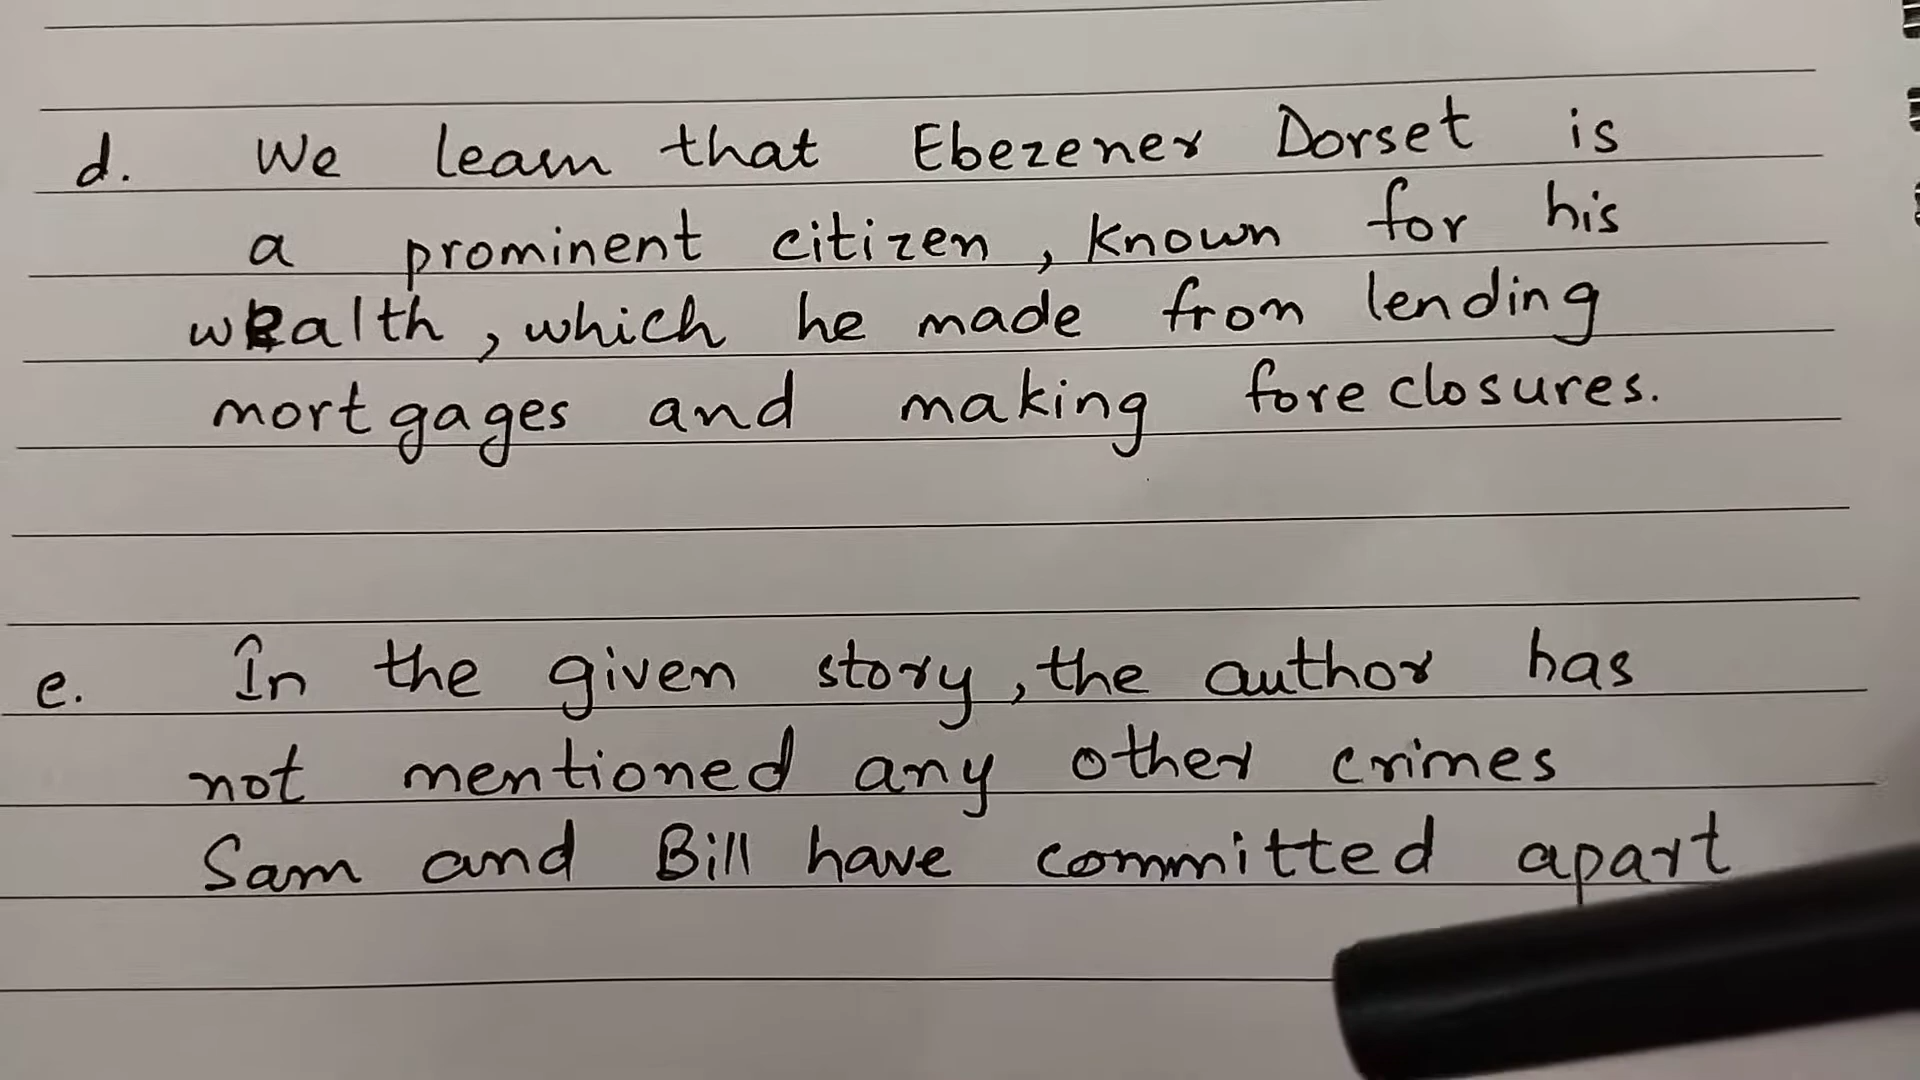 d. We learn that Ebezener Dorset is
a prominent citizen, known for his
wealth, which he made from lending
mortgages and making foreclosures.
e. In the given story, the author has
not mentioned any other crimes
Sam and Bill have committed apart